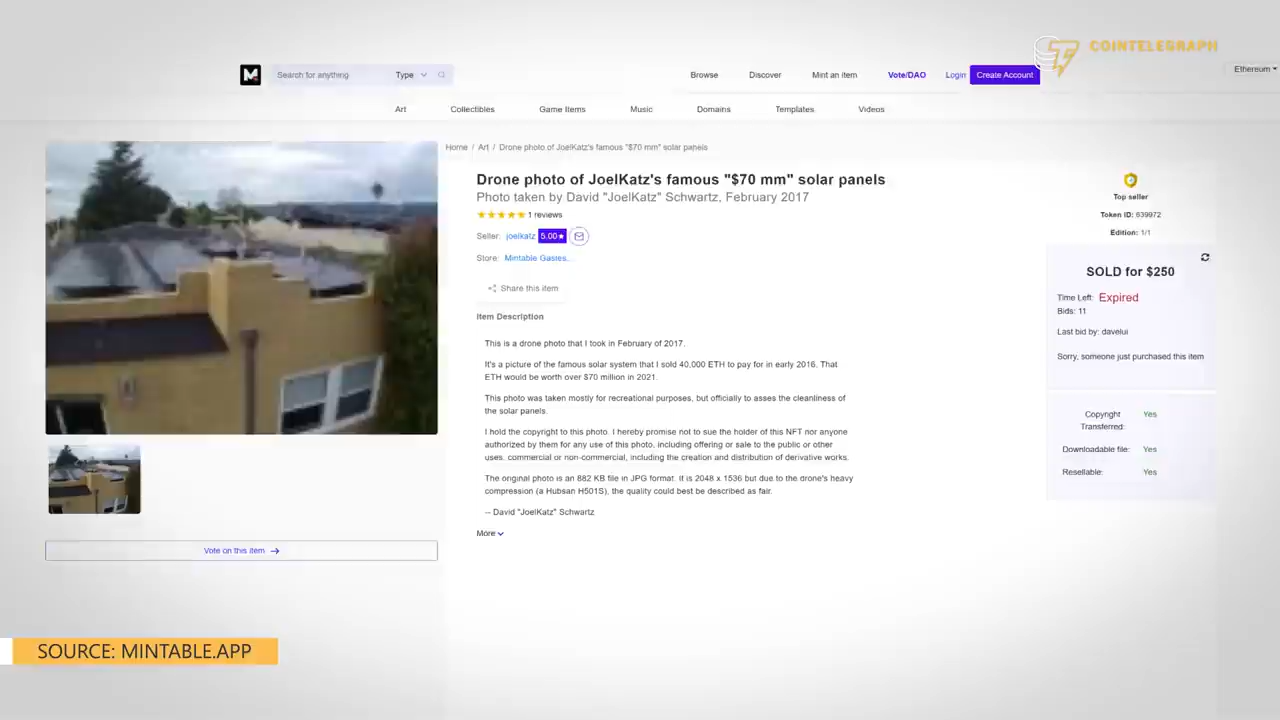 COINTELEGRAPH
M
Search for anything
Type
Browse
Discover
Mint an item
Vote/DAO
Login
Create Account
Ethereum
Art
Collectibles
Game Items
Music
Domains
Templates
Videos
Home / Art / Drone photo of JoelKatz's famous "$70 mm" solar panels
Drone photo of JoelKatz's famous "$70 mm" solar panels
Photo taken by David "JoelKatz" Schwartz, February 2017
1 reviews
Seller: joelkatz 5.00★
Store: Mintable Gasles..
Share this item
Item Description
This is a drone photo that I took in February of 2017.
It's a picture of the famous solar system that I sold 40,000 ETH to pay for in early 2016. That
ETH would be worth over $70 million in 2021.
This photo was taken mostly for recreational purposes, but officially to asses the cleanliness of
the solar panels.
I hold the copyright to this photo. I hereby promise not to sue the holder of this NFT nor anyone
authorized by them for any use of this photo, including offering or sale to the public or other
uses, commercial or non-commercial, including the creation and distribution of derivative works.
The original photo is an 882 KB file in JPG format. It is 2048 x 1536 but due to the drone's heavy
compression (a Hubsan H501S), the quality could best be described as fair.
-- David "JoelKatz" Schwartz
More
Vote on this item →
Top seller
Token ID: 639972
Edition: 1/1
SOLD for $250
Time Left: Expired
Bids: 11
Last bid by: davelui
Sorry, someone just purchased this item
Copyright
Transferred:
Yes
Downloadable file: Yes
Resellable: Yes
SOURCE: MINTABLE.APP